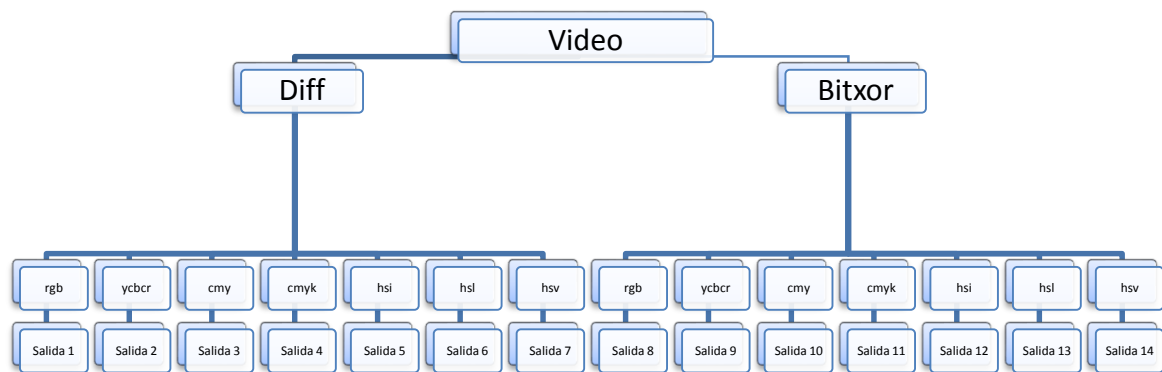 Video
Diff
Bitxor
rgb ycbcr cmy cmyk hsi hsl hsv rgb ycbcr cmy cmyk hsi hsl hsv
Salida 1 Salida 2 Salida 3 Salida 4 Salida 5 Salida 6 Salida 7 Salida 8 Salida 9 Salida 10 Salida 11 Salida 12 Salida 13 Salida 14